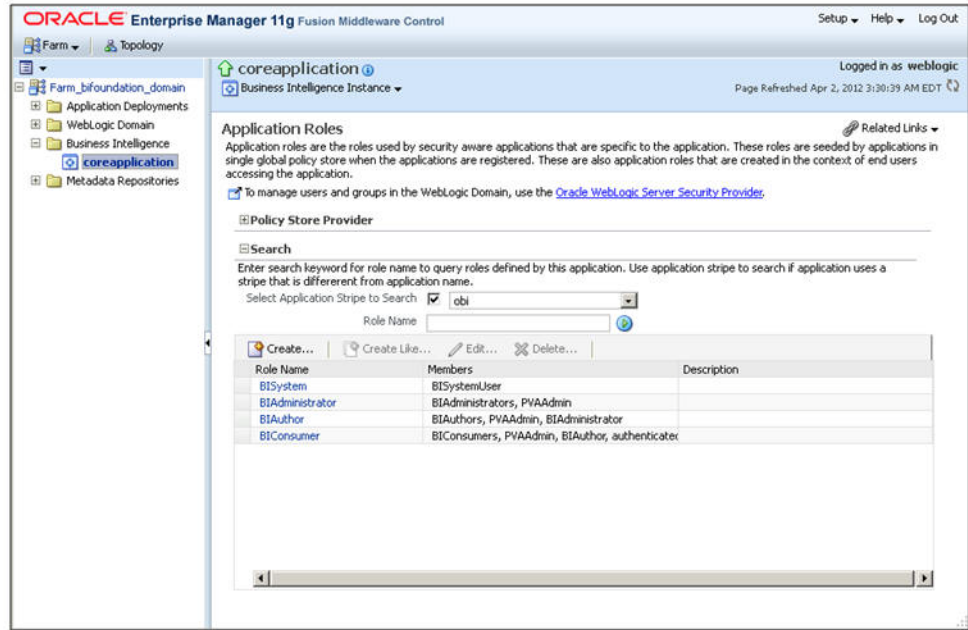 ORACLE Enterprise Manager 11g Fusion Middleware Control
Setup Help Log Out
Farm Topology
Farm_bifoundation_domain
Application Deployments
WebLogic Domain
Business Intelligence
coreapplication
Metadata Repositories
coreapplication
Logged in as weblogic
Business Intelligence Instance
Page Refreshed Apr 2, 2012 3:30:39 AM EDT
Application Roles
Related Links
Application roles are the roles used by security aware applications that are specific to the application. These roles are seeded by applications in
single global policy store when the applications are registered. These are also application roles that are created in the context of end users
accessing the application.
To manage users and groups in the WebLogic Domain, use the Oracle WebLogic Server Security Provider.
Policy Store Provider
Search
Enter search keyword for role name to query roles defined by this application. Use application stripe to search if application uses a
stripe that is differerent from application name.
Select Application Stripe to Search obi
Role Name
Create... Create Like... Edit... Delete...
Role Name Members Description
BISystem BISystemUser
BIAdministrator BIAdministrators, PVAAdmin
BIAuthor BIAuthors, PVAAdmin, BIAdministrator
BIConsumer BIConsumers, PVAAdmin, BIAuthor, authenticated